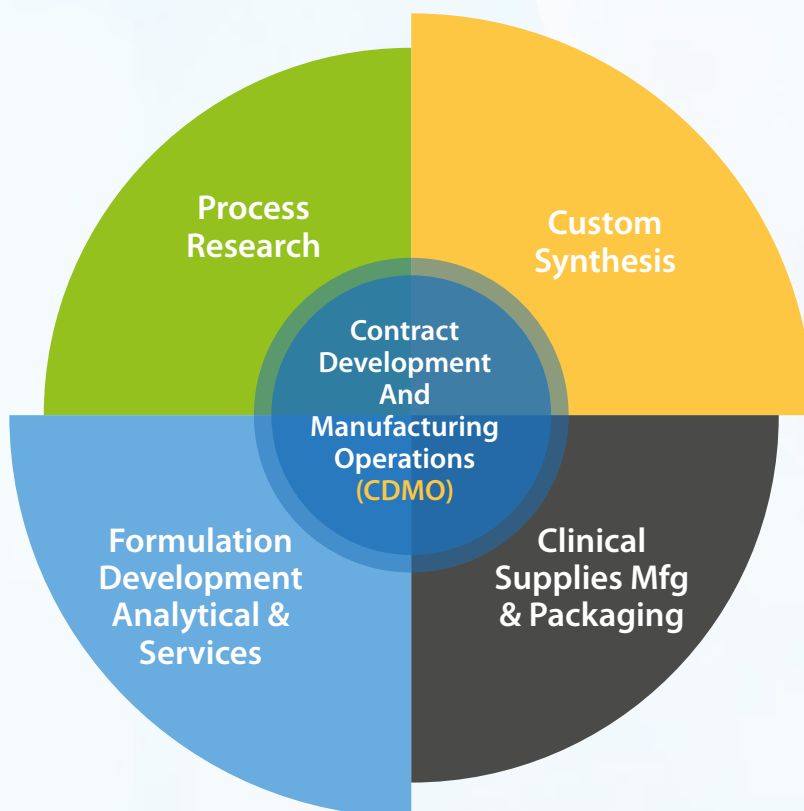 Process
Research
Custom
Synthesis
Contract
Development
And
Manufacturing
Operations
(CDMO)
Formulation
Development
Analytical &
Services
Clinical
Supplies Mfg
& Packaging